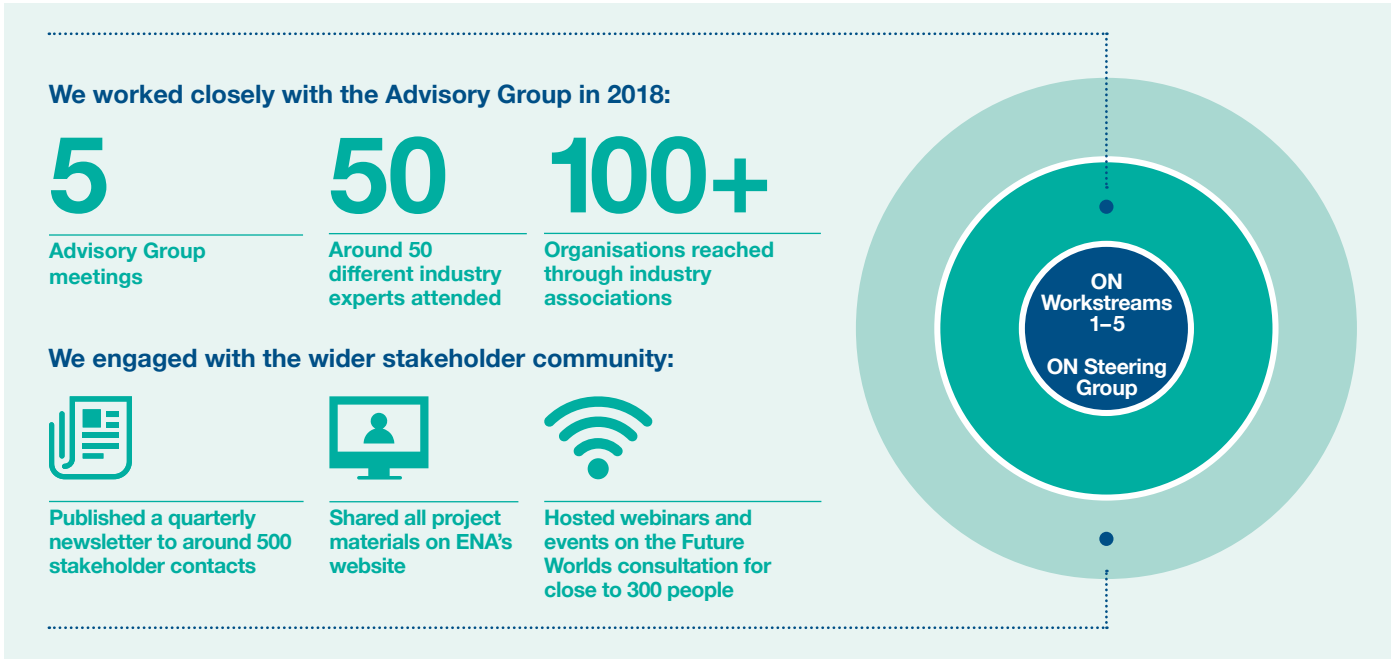 We worked closely with the Advisory Group in 2018:
5
Advisory Group
meetings
50
Around 50
different industry
experts attended
100+
Organisations reached
through industry
associations
We engaged with the wider stakeholder community:
Published a quarterly
newsletter to around 500
stakeholder contacts
Shared all project
materials on ENA’s
website
Hosted webinars and
events on the Future
Worlds consultation for
close to 300 people
ON
Workstreams
1–5
ON Steering
Group